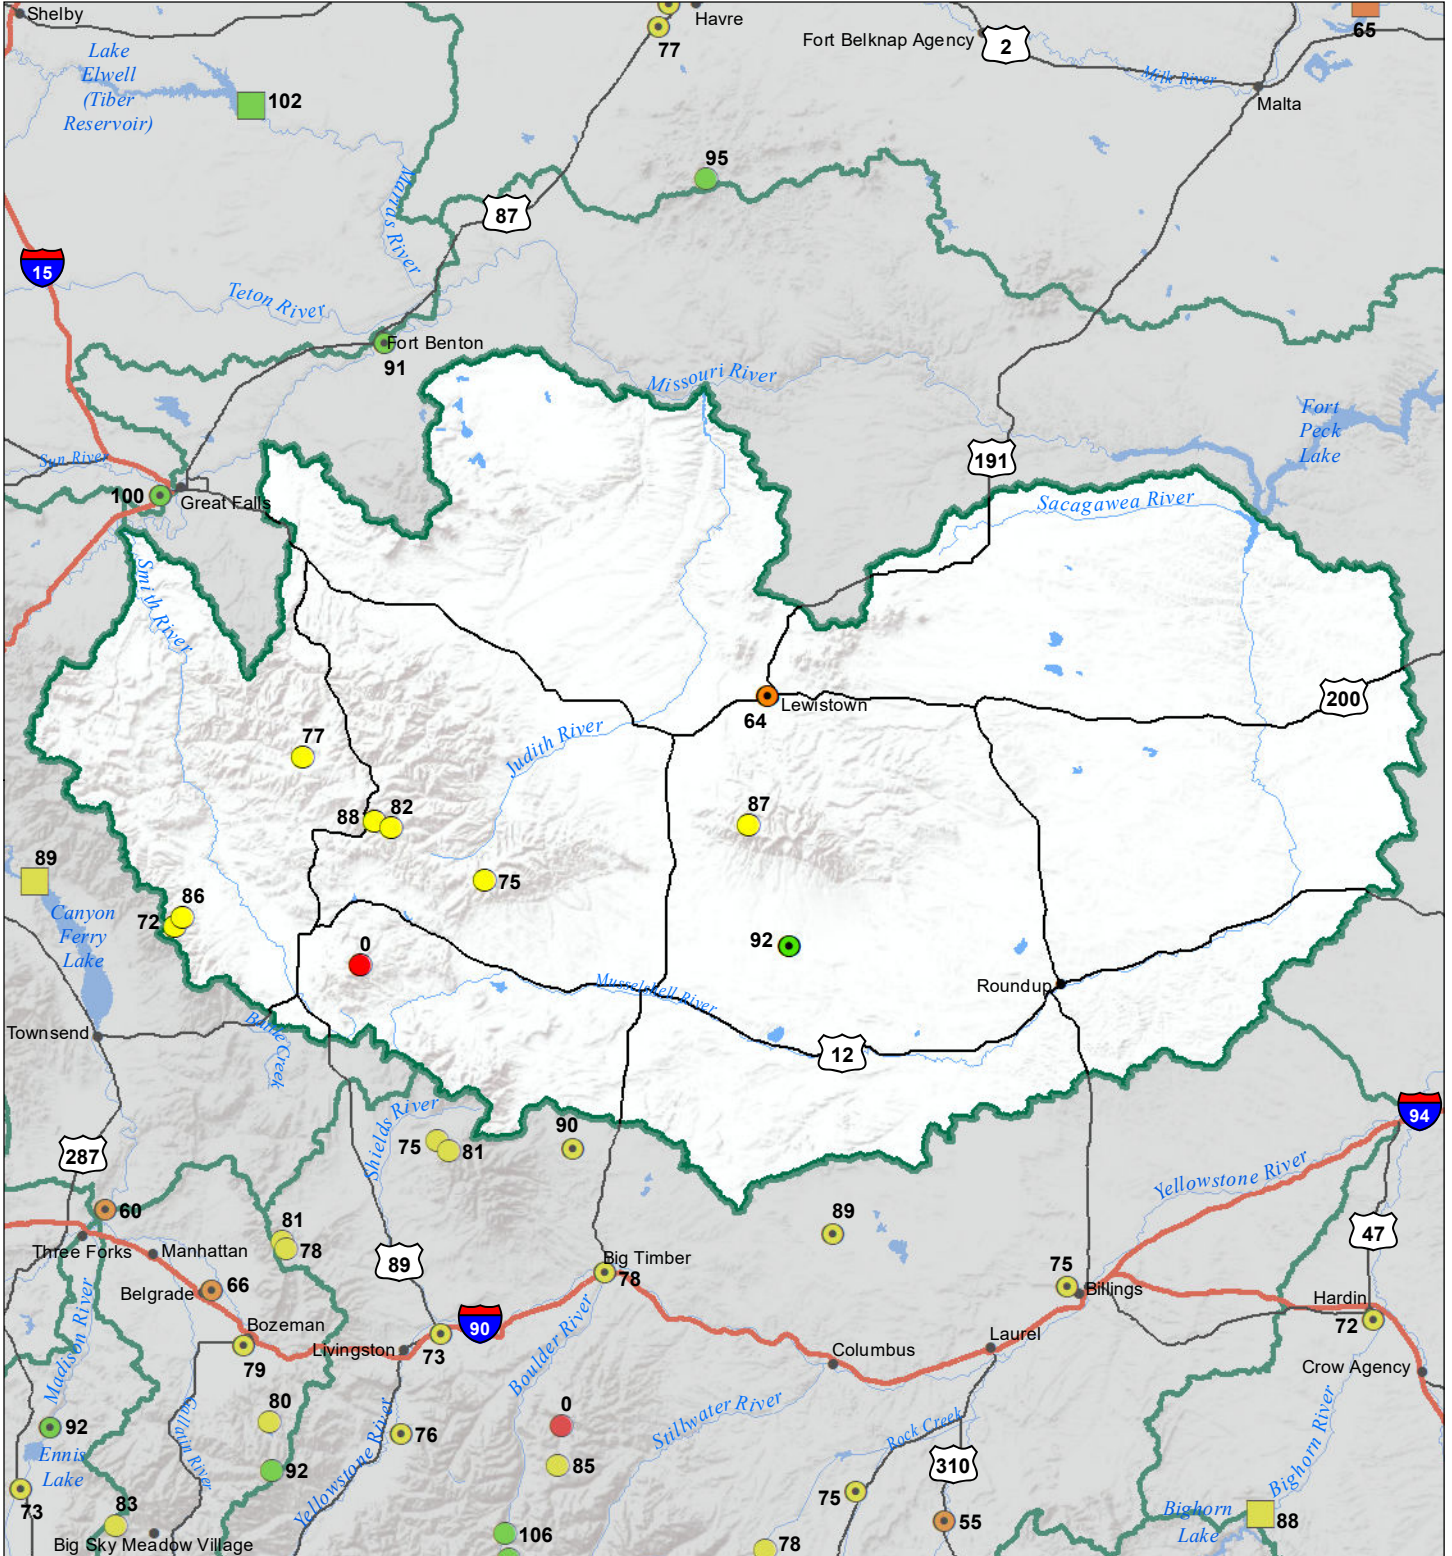 Shelby
Havre
77
Fort Belknap Agency
2
65
Lake
Elwell
(Tiber
Reservoir)
102
Milk River
Malta
95
Marias River
87
15
Teton River
Fort Benton
91
Missouri River
Fort
Peck
Lake
Sun River
191
100
Great Falls
Sacagawea River
Smith River
200
64
Lewistown
77
Judith River
88
82
87
89
75
86
72
Canyon
Ferry
Lake
0
92
Musselshell River
Roundup
Townsend
Battle Creek
12
Shields River
94
287
75
81
90
Yellowstone River
60
81
78
89
89
47
Three Forks
Manhattan
Big Timber
78
75
Billings
Belgrade
66
Hardin
72
Madison River
Bozeman
79
Livingston
73
90
Boulder River
Columbus
Laurel
Crow Agency
80
0
Stillwater River
92
Gallatin River
76
Rock Creek
Ennis
Lake
92
85
310
Bighorn River
73
83
Yellowstone River
75
55
Bighorn
Lake
88
Big Sky Meadow Village
106
78